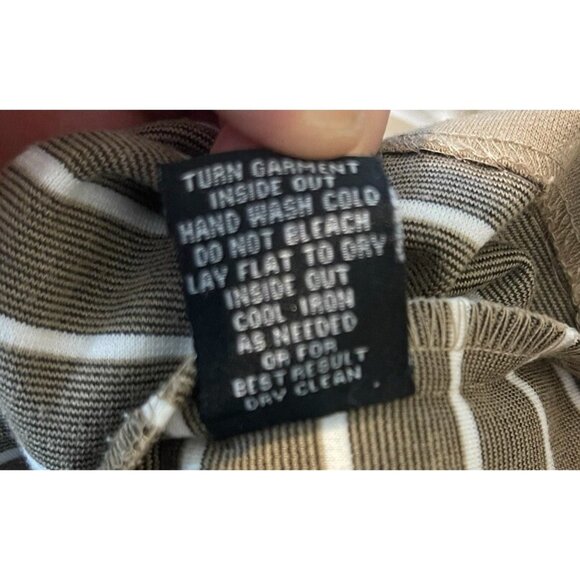 TURN GARMENT
INSIDE OUT
HAND WASH COLD
DO NOT BLEACH
LAY FLAT TO DRY
INSIDE OUT
COOL IRON
AS NEEDED
OR FOR
BEST RESULT
DRY CLEAN